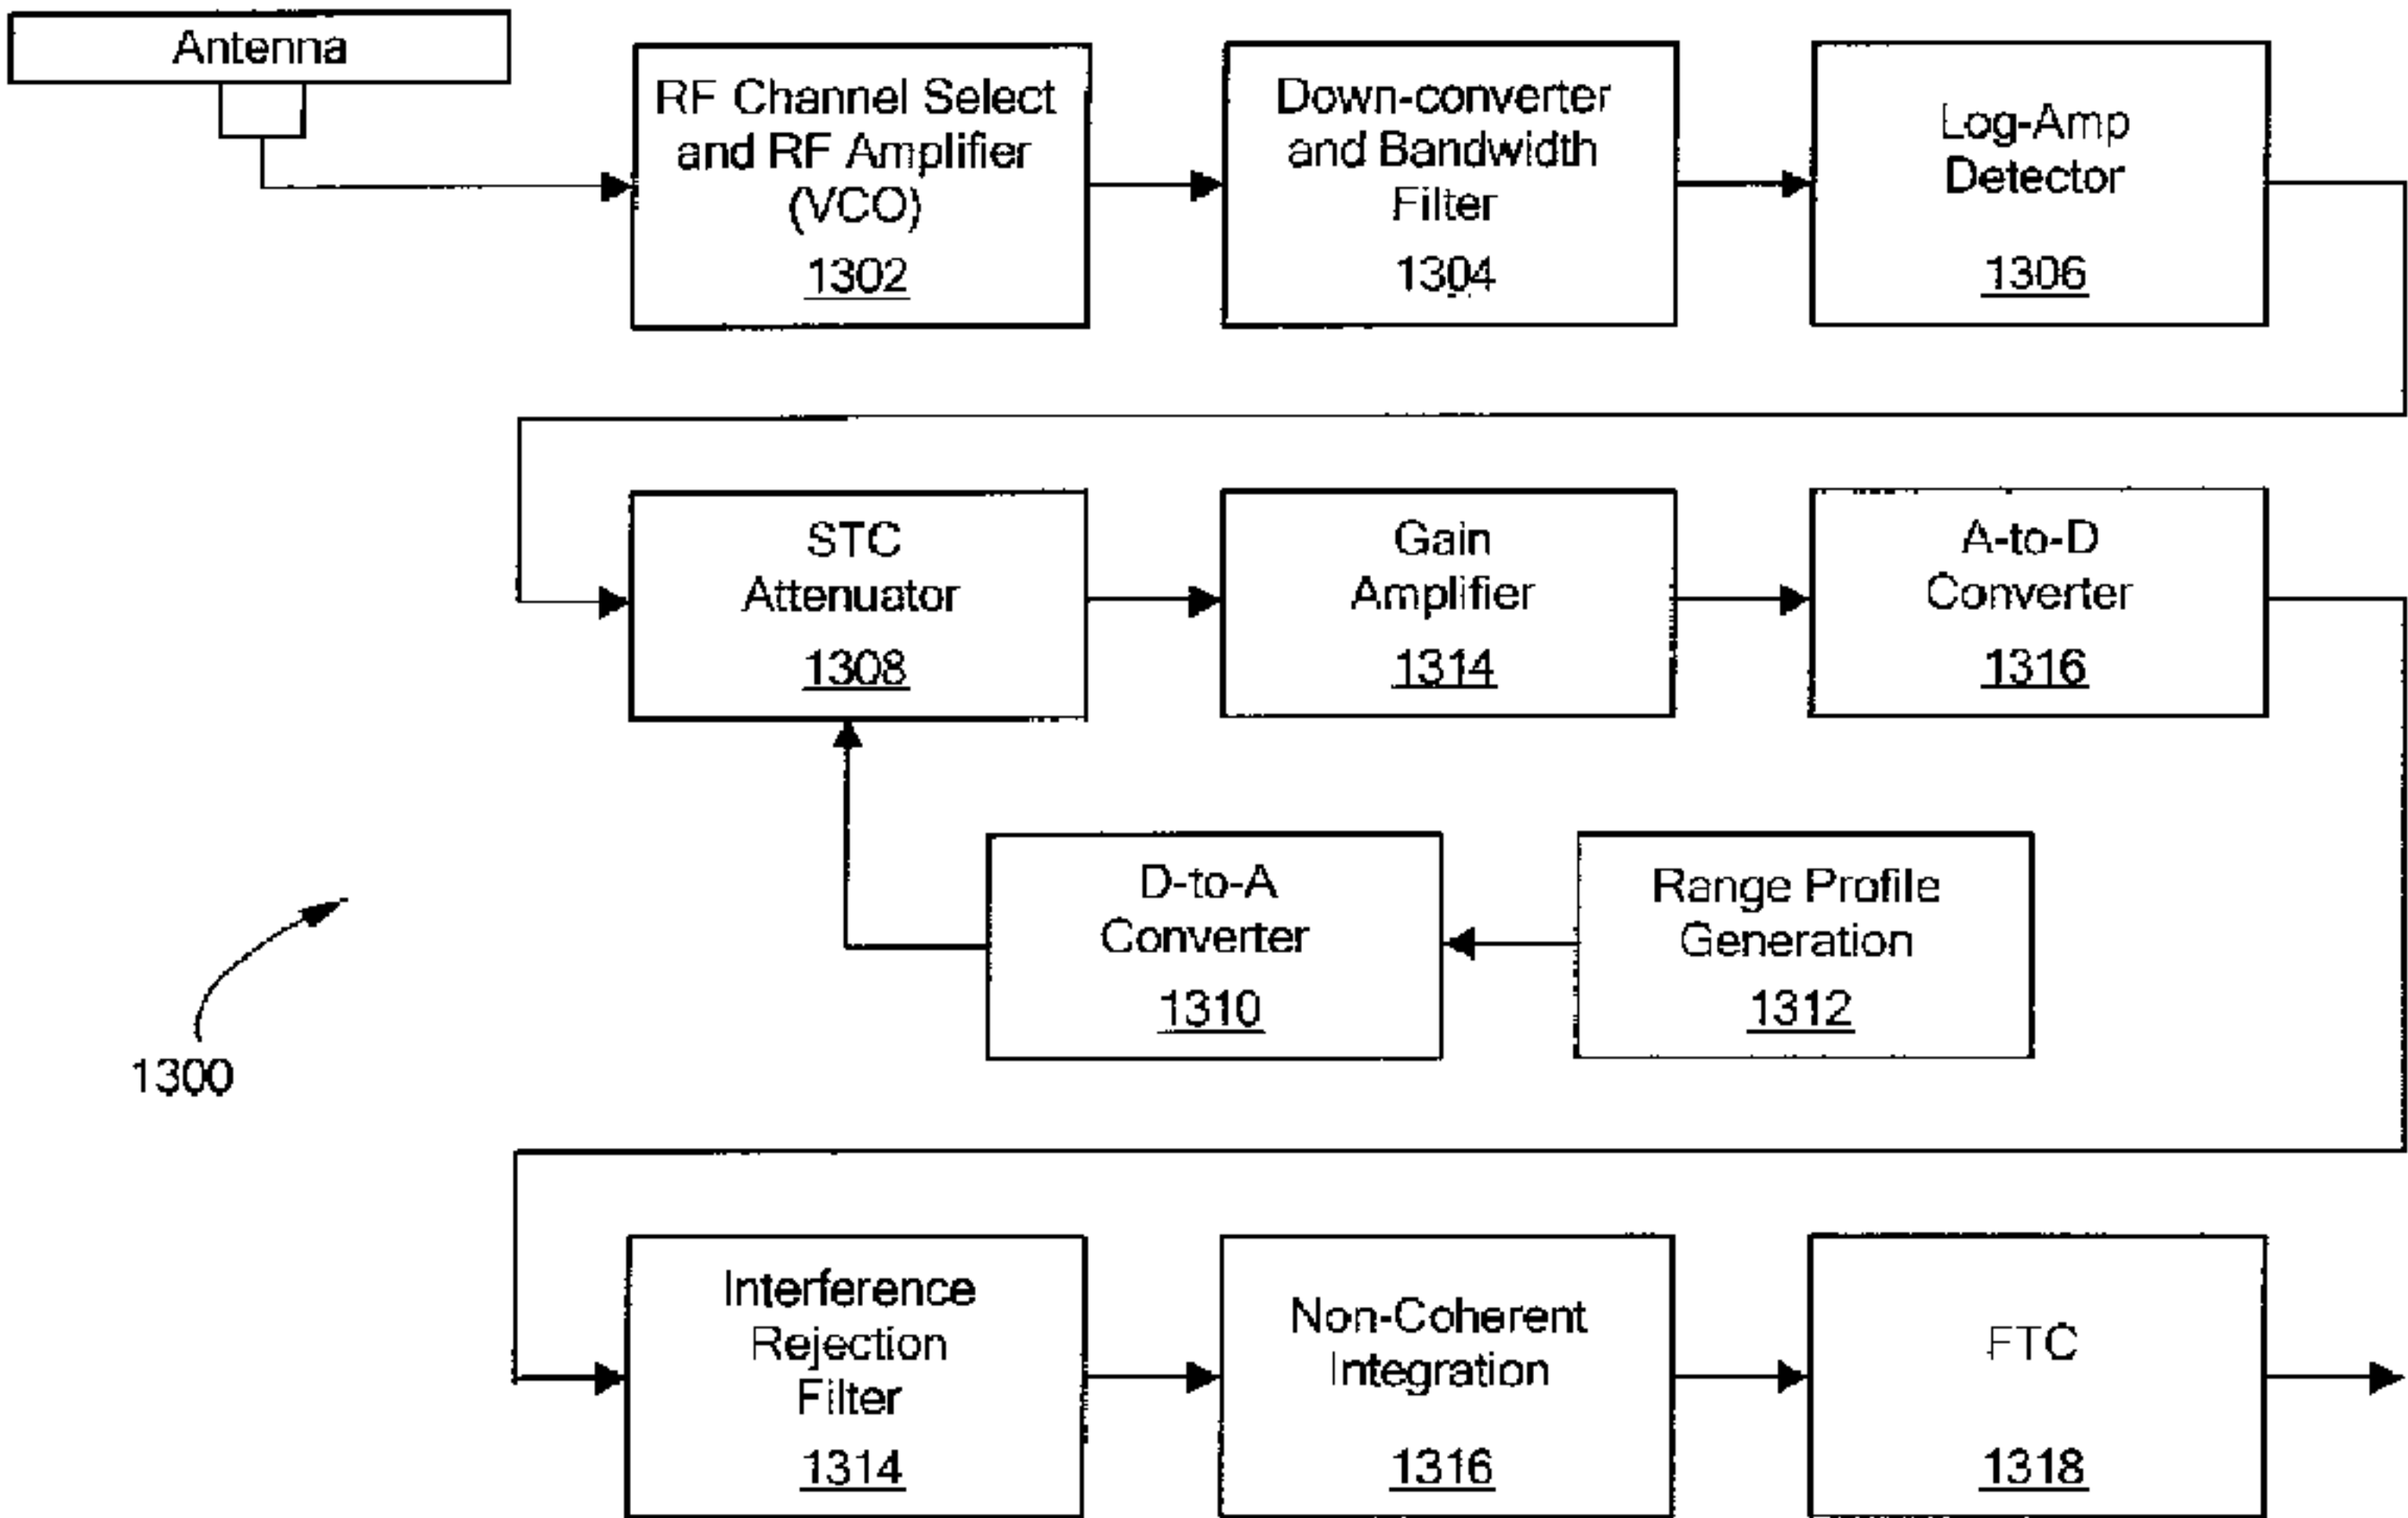 Antenna
RF Channel Select
and RF Amplifier
(VCO)
1302
Down-converter
and Bandwidth
Filter
1304
Log-Amp
Detector
1306
STC
Attenuator
1308
Gain
Amplifier
1314
A-to-D
Converter
1316
D-to-A
Converter
1310
Range Profile
Generation
1312
1300
Interference
Rejection
Filter
1314
Non-Coherent
Integration
1316
FTC
1318